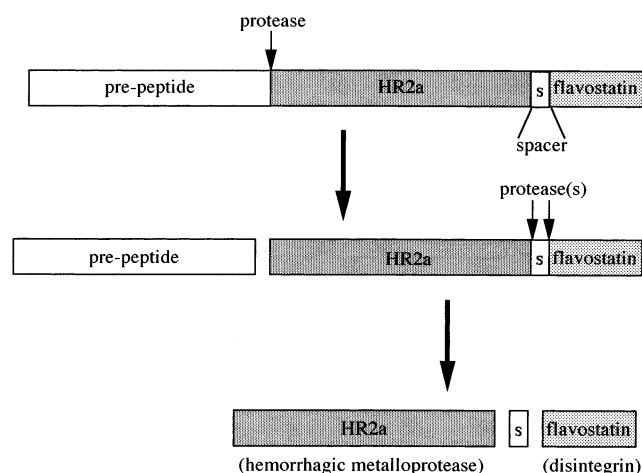 protease
pre-peptide HR2a s flavostatin
spacer
protease(s)
pre-peptide HR2a s flavostatin
HR2a s flavostatin
(hemorrhagic metalloprotease) (disintegrin)